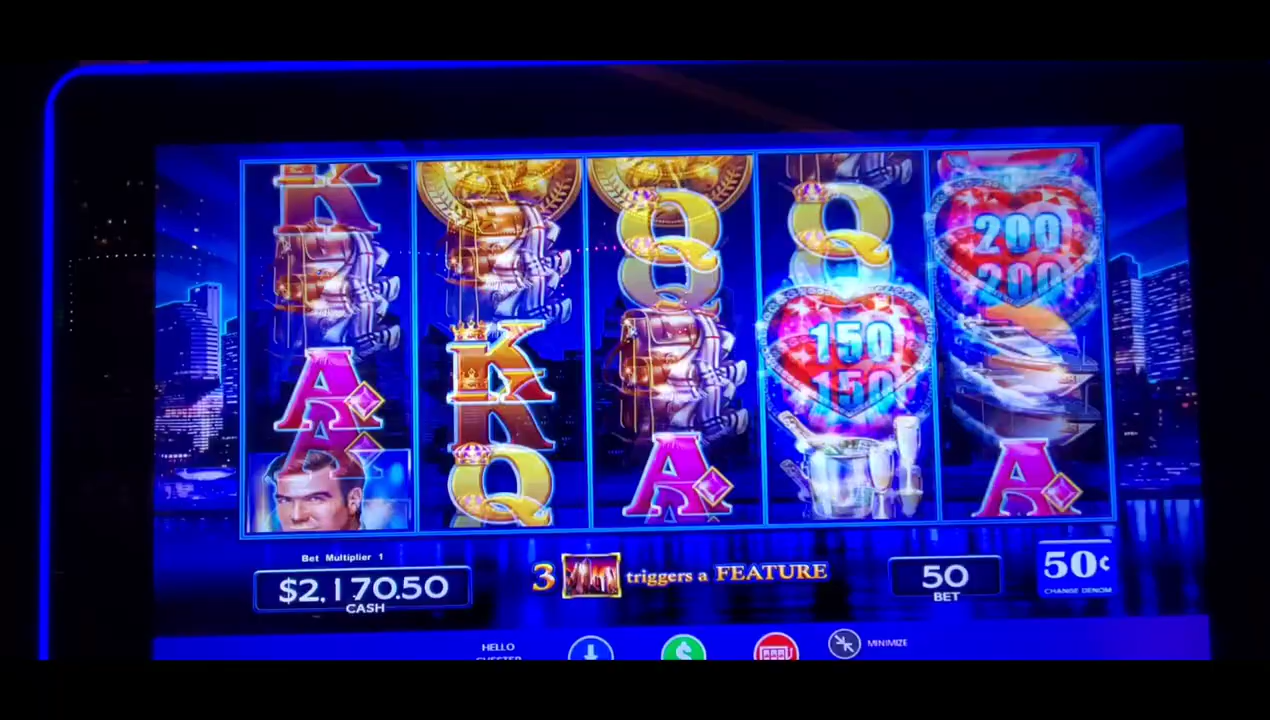 K
Q
Q
Q
Q
200
200
K
K
150
150
A
A
Q
A
A
Bet Multiplier 1
$2,170.50
CASH
3 triggers a FEATURE
50
BET
50¢
CHANGE DENOM
HELLO
MINIMIZE